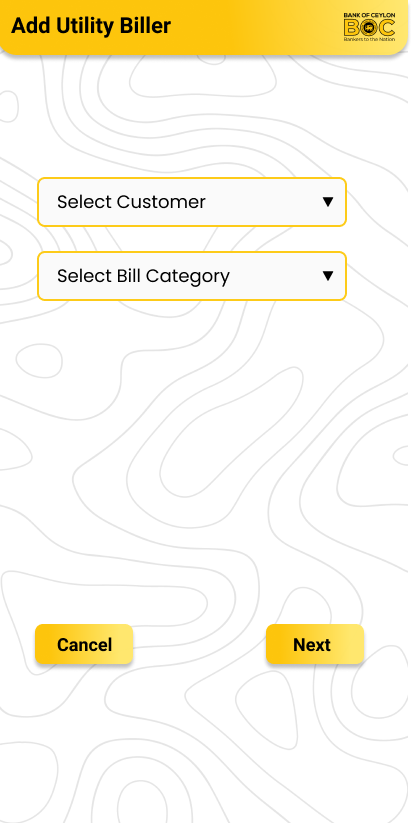 Add Utility Biller
BANK OF CEYLON
BOC
Bankers to the Nation
Select Customer
Select Bill Category
Cancel
Next